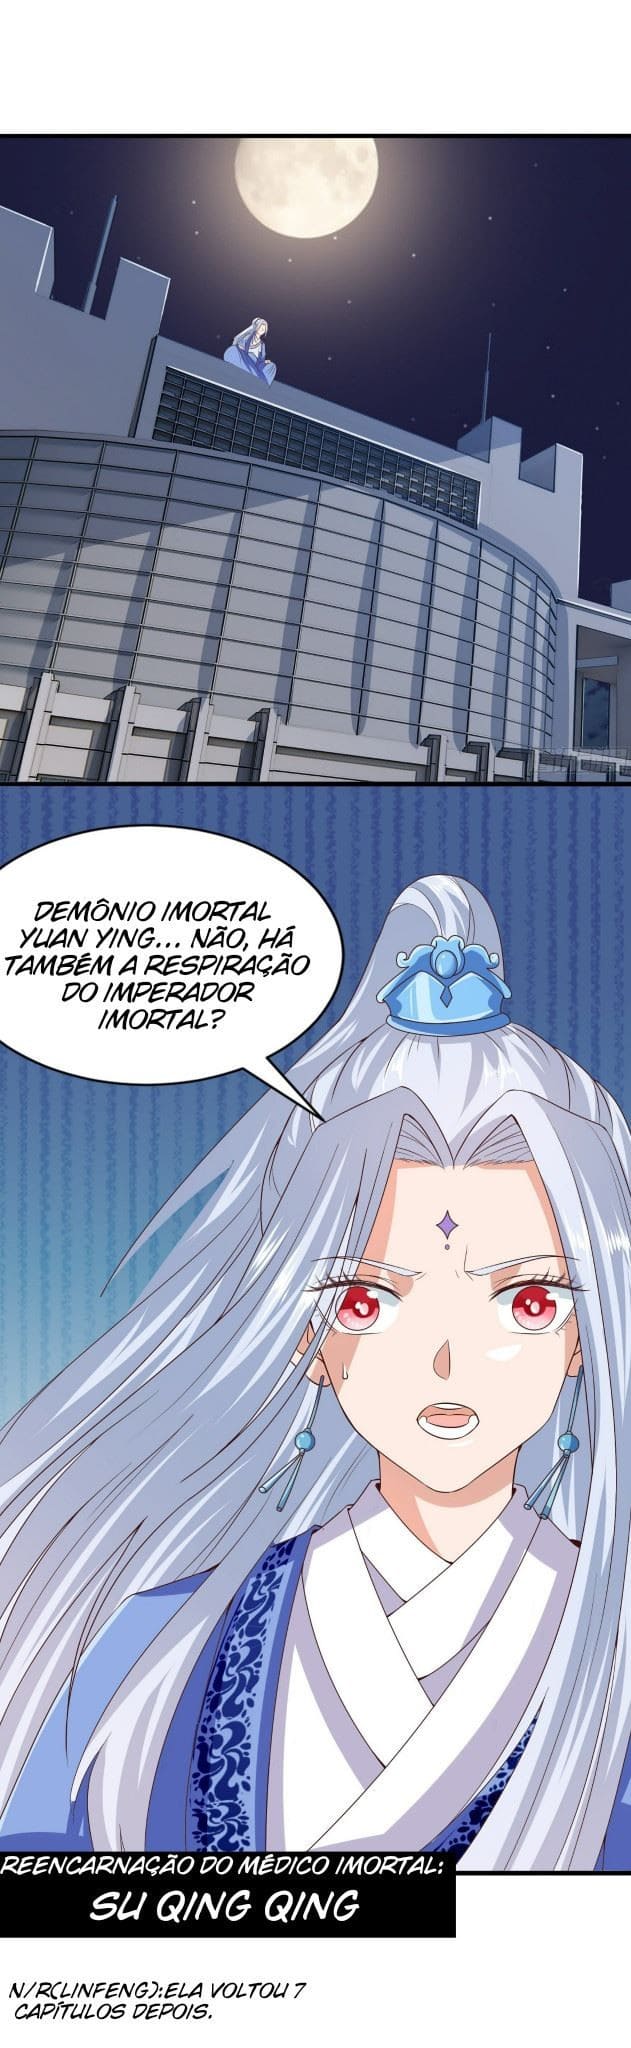 DEMÔNIO IMORTAL
YUAN YING... NÃO, HÁ
TAMBÉM A RESPIRAÇÃO
DO IMPERADOR
IMORTAL?
REENCARNAÇÃO DO MÉDICO IMORTAL:
SU QING QING
N/R(LINFENG):ELA VOLTOU 7
CAPÍTULOS DEPOIS.